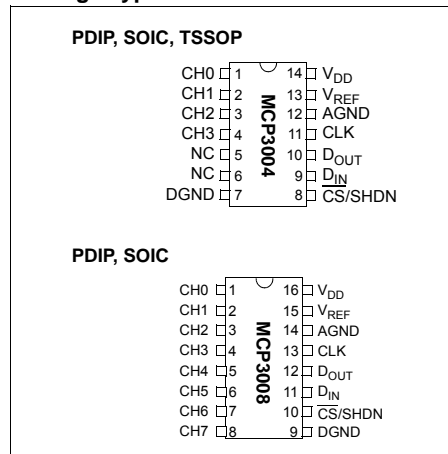 PDIP, SOIC, TSSOP
CH0 1 14 VDD
CH1 2 13 VREF
CH2 3 12 AGND
CH3 4 11 CLK
NC 5 10 DOUT
NC 6 9 DIN
DGND 7 8 CS/SHDN
MCP3004
PDIP, SOIC
CH0 1 16 VDD
CH1 2 15 VREF
CH2 3 14 AGND
CH3 4 13 CLK
CH4 5 12 DOUT
CH5 6 11 DIN
CH6 7 10 CS/SHDN
CH7 8 9 DGND
MCP3008